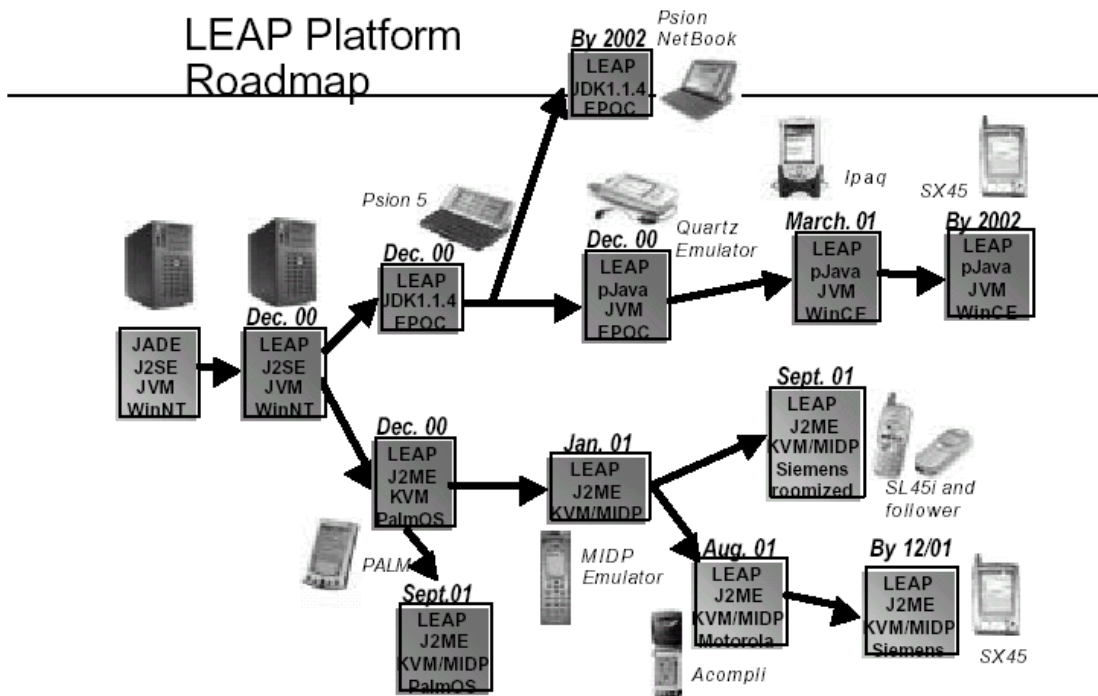 LEAP Platform
Roadmap
By 2002
Psion
NetBook
LEAP
JDK1.1.4
EPOC
Psion 5
Dec. 00
LEAP
JDK1.1.4
EPOC
Quartz
Emulator
Dec. 00
LEAP
pJava
JVM
EPOC
Ipaq
March. 01
LEAP
pJava
JVM
WinCE
SX45
By 2002
LEAP
pJava
JVM
WinCE
JADE
J2SE
JVM
WinNT
Dec. 00
LEAP
J2SE
JVM
WinNT
Dec. 00
LEAP
J2ME
KVM
PalmOS
PALM
Jan. 01
LEAP
J2ME
KVM/MIDP
MIDP
Emulator
Sept. 01
LEAP
J2ME
KVM/MIDP
Siemens
roomized
SL45i and
follower
Sept.01
LEAP
J2ME
KVM/MIDP
PalmOS
Aug. 01
LEAP
J2ME
KVM/MIDP
Motorola
Acompli
By 12/01
LEAP
J2ME
KVM/MIDP
Siemens
SX45